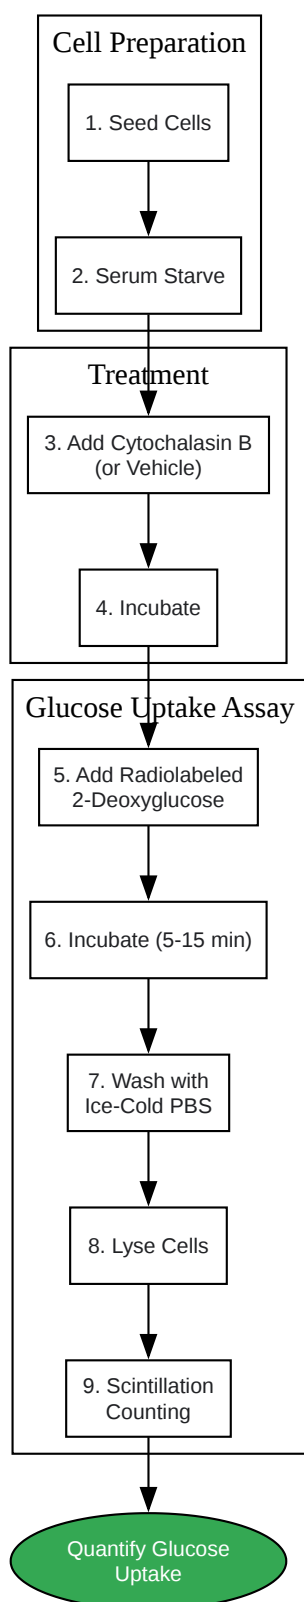 Cell Preparation
1. Seed Cells
2. Serum Starve
Treatment
3. Add Cytochalasin B
(or Vehicle)
4. Incubate
Glucose Uptake Assay
5. Add Radiolabeled
2-Deoxyglucose
6. Incubate (5-15 min)
7. Wash with
Ice-Cold PBS
8. Lyse Cells
9. Scintillation
Counting
Quantify Glucose
Uptake